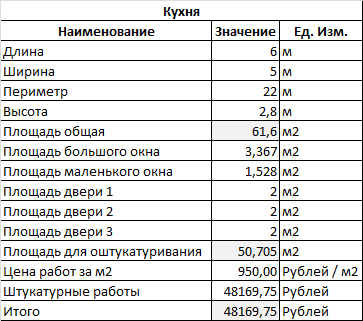 Кухня
Наименование Значение Ед. Изм.
Длина 6 м
Ширина 5 м
Периметр 22 м
Высота 2,8 м
Площадь общая 61,6 м2
Площадь большого окна 3,367 м2
Площадь маленького окна 1,528 м2
Площадь двери 1 2 м2
Площадь двери 2 2 м2
Площадь двери 3 2 м2
Площадь для оштукатуривания 50,705 м2
Цена работ за м2 950,00 Рублей / м2
Штукатурные работы 48169,75 Рублей
Итого 48169,75 Рублей